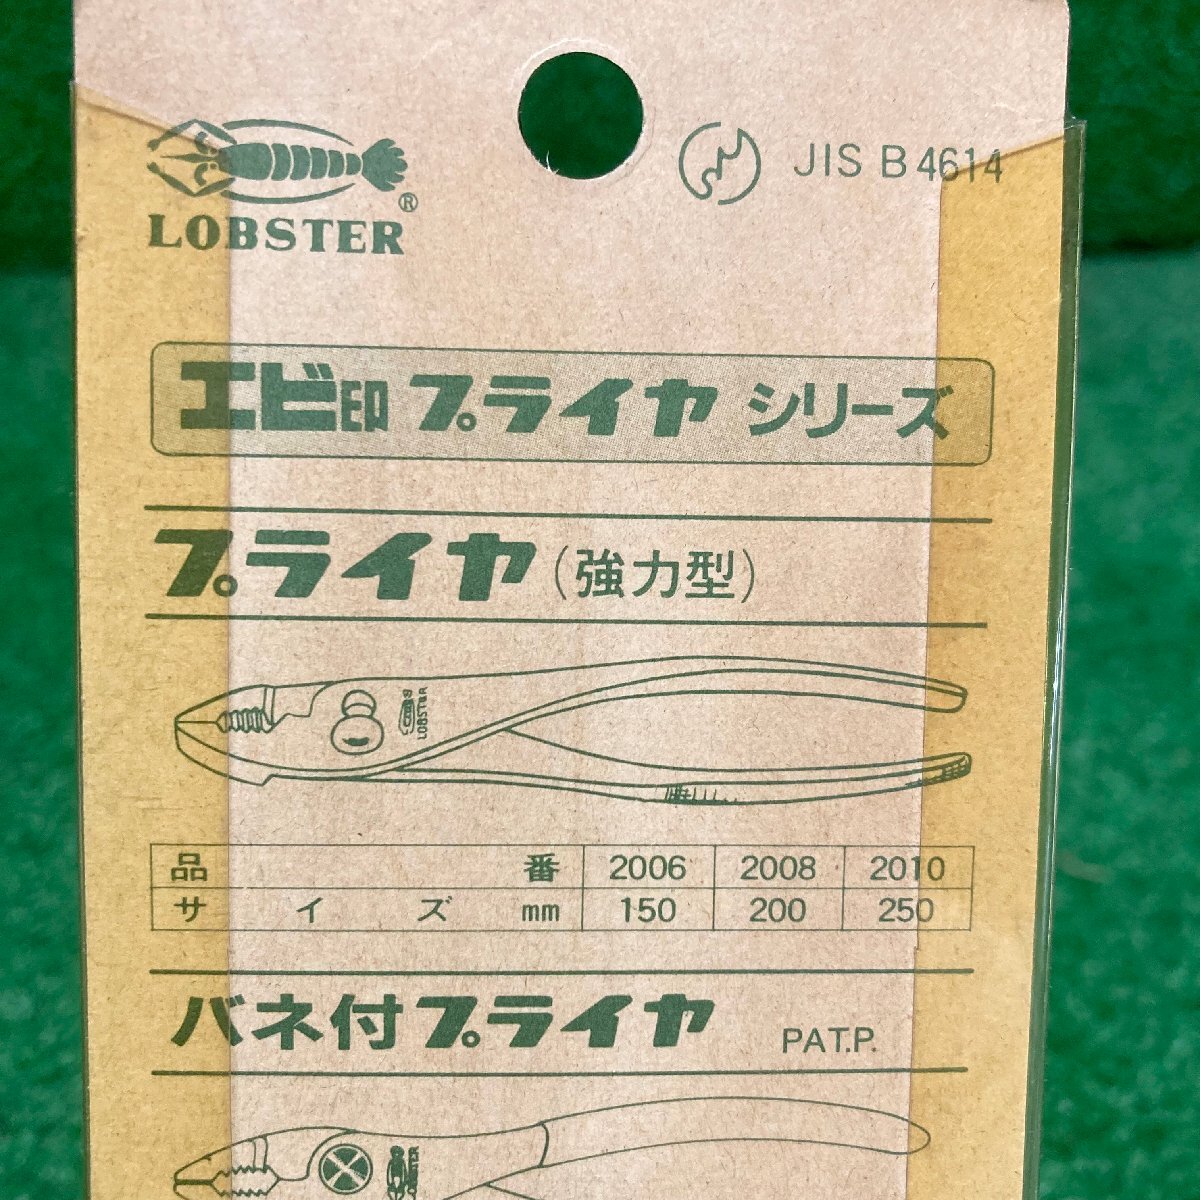 LOBSTER®
JIS B 4614
エビ印 プライヤ シリーズ
プライヤ(強力型)
LOBSTER
品番 2006 2008 2010
サイズ mm 150 200 250
バネ付プライヤ PAT.P.
LOBSTER